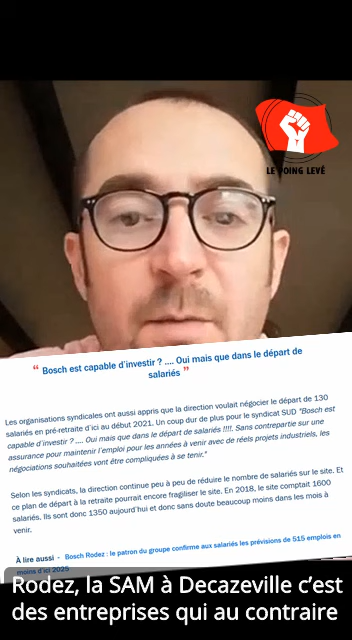 LE POING LEVÉ
“ Bosch est capable d'investir ? .... Oui mais que dans le départ de
salariés ”
Les organisations syndicales ont aussi appris que la direction voulait négocier le départ de 130
salariés en pré-retraite d'ici au début 2021. Un coup dur de plus pour le syndicat SUD "Bosch est
capable d'investir ? .... Oui mais que dans le départ de salariés !!!!. Sans contrepartie sur une
assurance pour maintenir l'emploi pour les années à venir avec de réels projets industriels, les
négociations souhaitées vont être compliquées à se tenir."
Selon les syndicats, la direction continue peu à peu de réduire le nombre de salariés sur le site. Et
ce plan de départ à la retraite pourrait encore fragiliser le site. En 2018, le site comptait 1600
salariés. Ils sont donc 1350 aujourd'hui et donc sans doute beaucoup moins dans les mois à
venir.
À lire aussi - Bosch Rodez : le patron du groupe confirme aux salariés les prévisions de 515 emplois en
moins d'ici 2025
Rodez, la SAM à Decazeville c’est
des entreprises qui au contraire